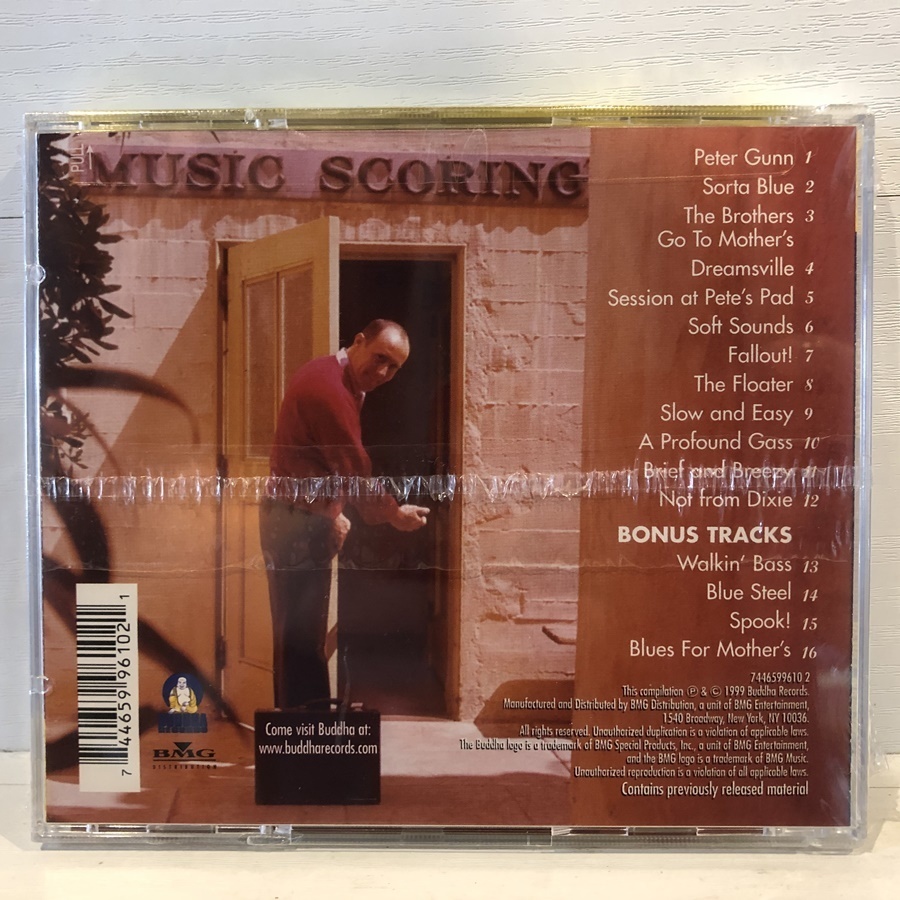 PULL
MUSIC SCORING
Peter Gunn 1
Sorta Blue 2
The Brothers 3
Go To Mother's
Dreamsville 4
Session at Pete's Pad 5
Soft Sounds 6
Fallout! 7
The Floater 8
Slow and Easy 9
A Profound Gass 10
Brief and Breezy 11
Not from Dixie 12
BONUS TRACKS
Walkin' Bass 13
Blue Steel 14
Spook! 15
Blues For Mother's 16
7446599610 2
This compilation ℗ & © 1999 Buddha Records.
Manufactured and Distributed by BMG Distribution, a unit of BMG Entertainment,
1540 Broadway, New York, NY 10036.
All rights reserved. Unauthorized duplication is a violation of applicable laws.
The Buddha logo is a trademark of BMG Special Products, Inc., a unit of BMG Entertainment,
and the BMG logo is a trademark of BMG Music.
Unauthorized reproduction is a violation of all applicable laws.
Contains previously released material
Come visit Buddha at:
www.buddharecords.com
BMG
DISTRIBUTION
7 44659 96102 1